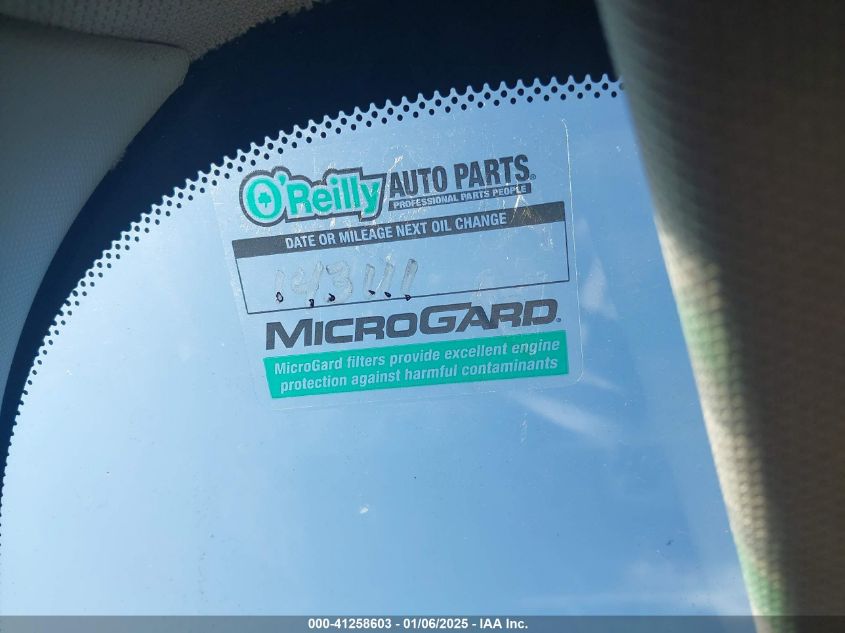 O'Reilly AUTO PARTS®
PROFESSIONAL PARTS PEOPLE
DATE OR MILEAGE NEXT OIL CHANGE
143111
MICROGARD®
MicroGard filters provide excellent engine
protection against harmful contaminants
000-41258603 - 01/06/2025 - IAA Inc.